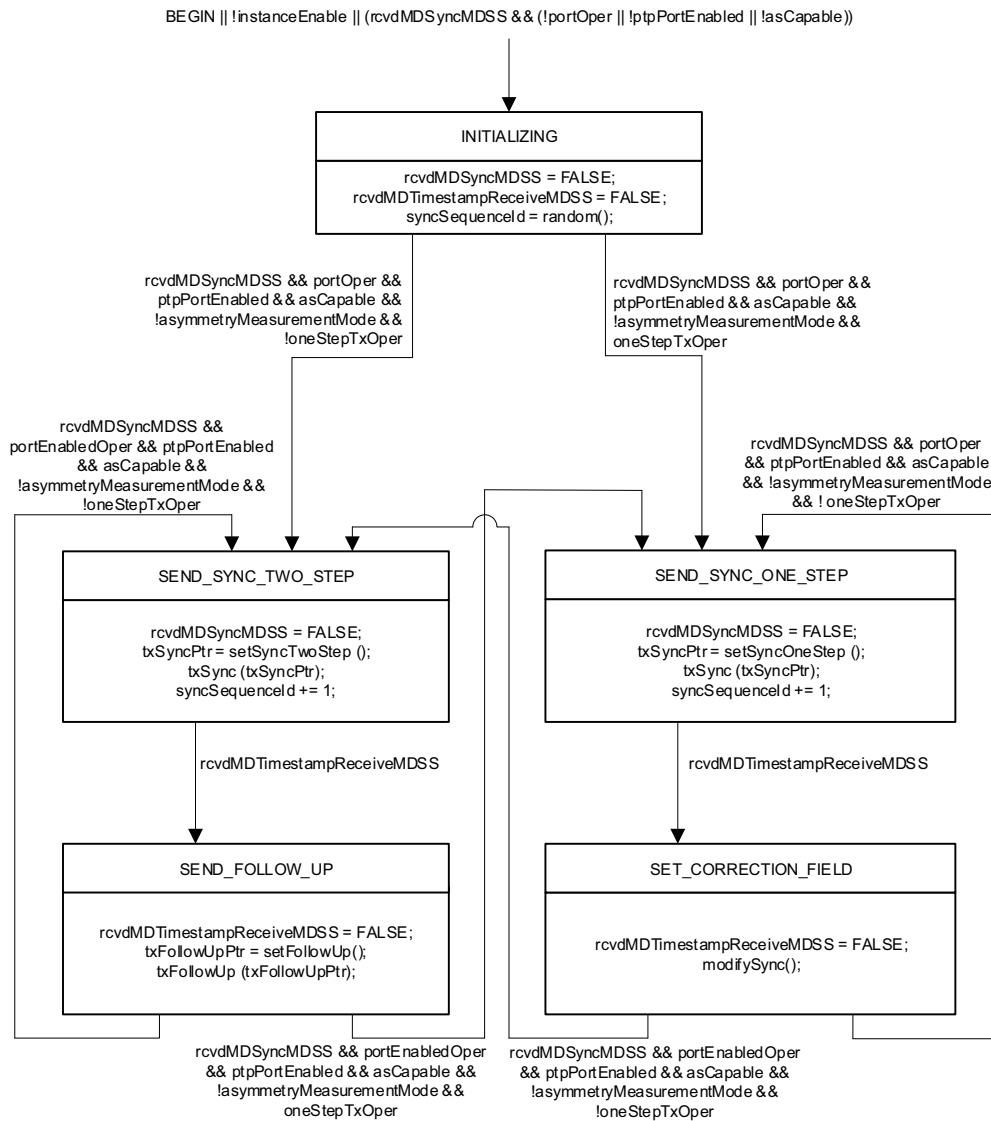 BEGIN || !instanceEnable || (rcvdMDSyncMDSS && (!portOper || !ptpPortEnabled || !asCapable))
INITIALIZING
rcvdMDSyncMDSS = FALSE;
rcvdMDTimestampReceiveMDSS = FALSE;
syncSequenceId = random();
rcvdMDSyncMDSS && portOper &&
ptpPortEnabled && asCapable &&
!asymmetryMeasurementMode &&
!oneStepTxOper
rcvdMDSyncMDSS && portOper &&
ptpPortEnabled && asCapable &&
!asymmetryMeasurementMode &&
oneStepTxOper
rcvdMDSyncMDSS &&
portEnabledOper && ptpPortEnabled
&& asCapable &&
!asymmetryMeasurementMode &&
!oneStepTxOper
rcvdMDSyncMDSS && portOper
&& ptpPortEnabled && asCapable
&& !asymmetryMeasurementMode
&& ! oneStepTxOper
SEND_SYNC_TWO_STEP
rcvdMDSyncMDSS = FALSE;
txSyncPtr = setSyncTwoStep ();
txSync (txSyncPtr);
syncSequenceId += 1;
SEND_SYNC_ONE_STEP
rcvdMDSyncMDSS = FALSE;
txSyncPtr = setSyncOneStep ();
txSync (txSyncPtr);
syncSequenceId += 1;
rcvdMDTimestampReceiveMDSS
rcvdMDTimestampReceiveMDSS
SEND_FOLLOW_UP
rcvdMDTimestampReceiveMDSS = FALSE;
txFollowUpPtr = setFollowUp();
txFollowUp (txFollowUpPtr);
SET_CORRECTION_FIELD
rcvdMDTimestampReceiveMDSS = FALSE;
modifySync();
rcvdMDSyncMDSS && portEnabledOper
&& ptpPortEnabled && asCapable &&
!asymmetryMeasurementMode &&
oneStepTxOper
rcvdMDSyncMDSS && portEnabledOper
&& ptpPortEnabled && asCapable &&
!asymmetryMeasurementMode &&
!oneStepTxOper